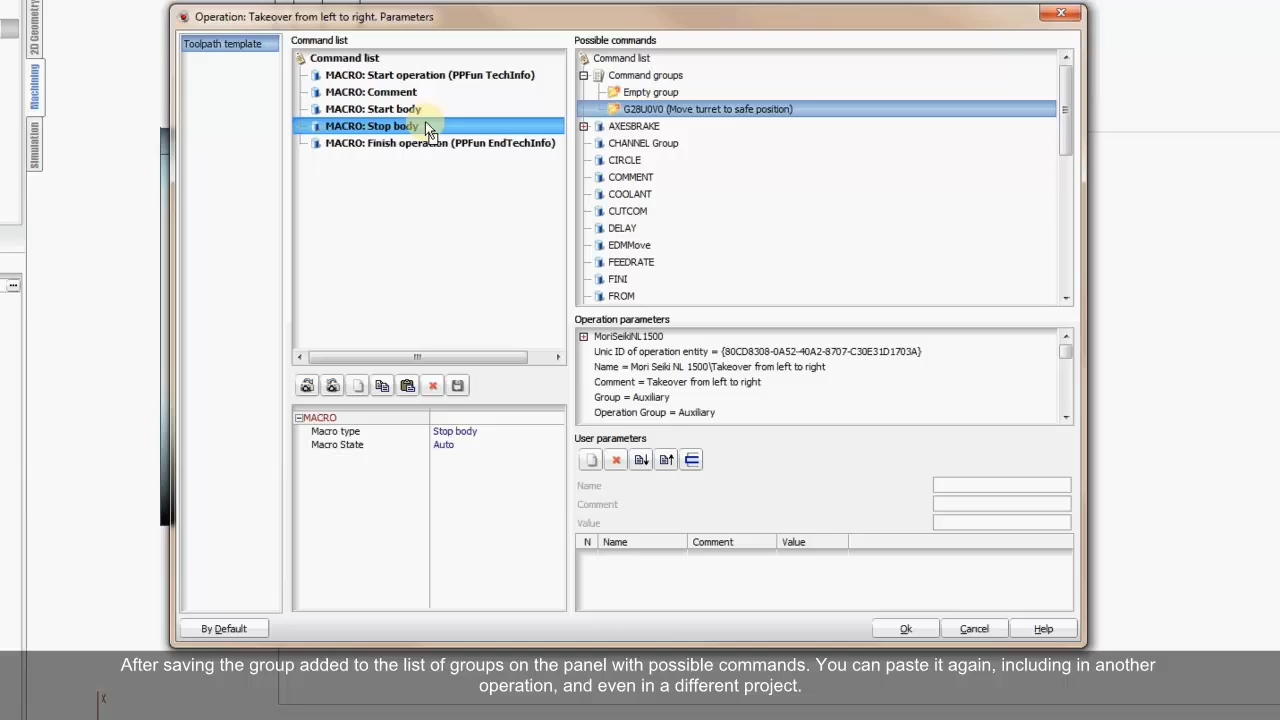 Operation: Takeover from left to right. Parameters
2D Geometry
Machining
Simulation
Toolpath template
Command list
Command list
MACRO: Start operation (PPFun TechInfo)
MACRO: Comment
MACRO: Start body
MACRO: Stop body
MACRO: Finish operation (PPFun EndTechInfo)
MACRO
Macro type Stop body
Macro State Auto
Possible commands
Command list
Command groups
Empty group
G28U0V0 (Move turret to safe position)
AXESBRAKE
CHANNEL Group
CIRCLE
COMMENT
COOLANT
CUTCOM
DELAY
EDMMove
FEEDRATE
FINI
FROM
Operation parameters
MoriSeikiNL1500
Unic ID of operation entity = {80CD8308-0A52-40A2-8707-C30E31D1703A}
Name = Mori Seiki NL 1500\Takeover from left to right
Comment = Takeover from left to right
Group = Auxiliary
Operation Group = Auxiliary
User parameters
Name
Comment
Value
N Name Comment Value
By Default Ok Cancel Help
After saving the group added to the list of groups on the panel with possible commands. You can paste it again, including in another
operation, and even in a different project.
X